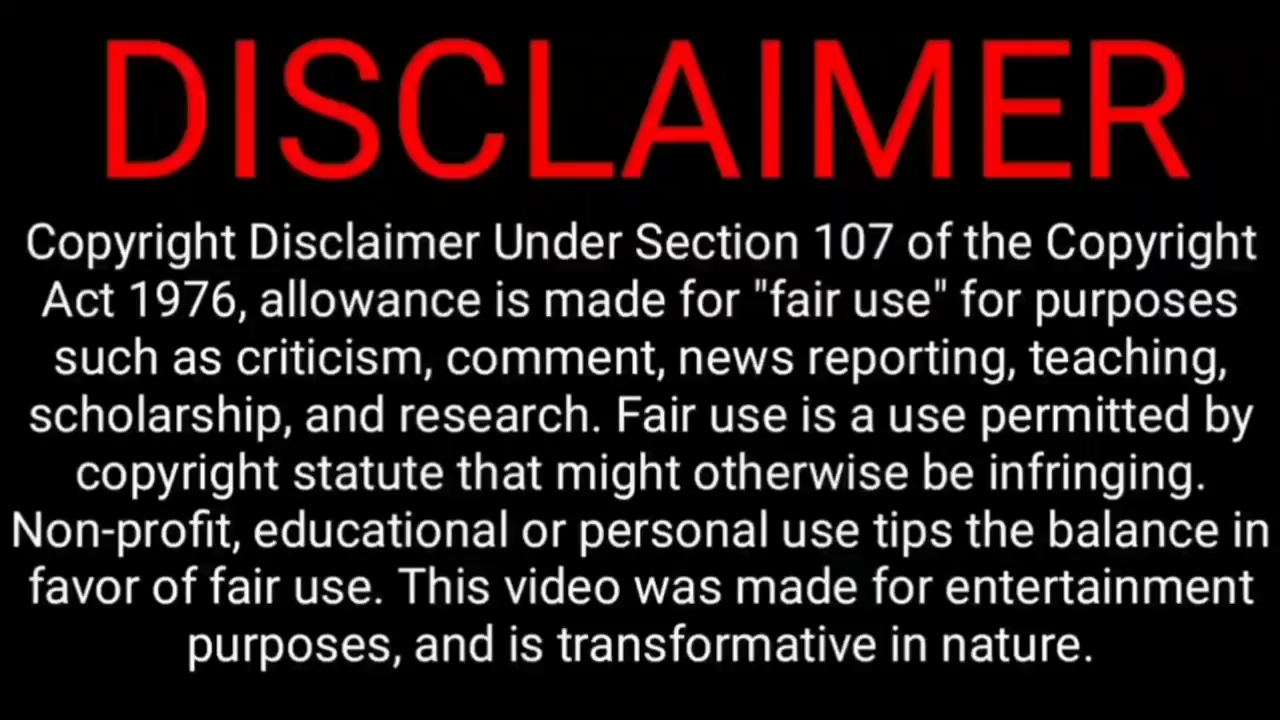 DISCLAIMER
Copyright Disclaimer Under Section 107 of the Copyright
Act 1976, allowance is made for "fair use" for purposes
such as criticism, comment, news reporting, teaching,
scholarship, and research. Fair use is a use permitted by
copyright statute that might otherwise be infringing.
Non-profit, educational or personal use tips the balance in
favor of fair use. This video was made for entertainment
purposes, and is transformative in nature.